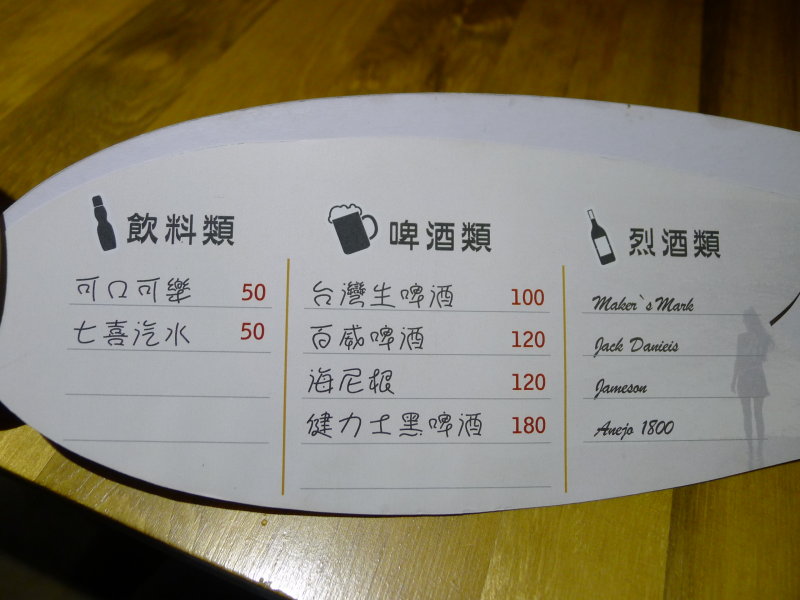 飲料類
可口可樂 50
七喜汽水 50
啤酒類
台灣生啤酒 100
百威啤酒 120
海尼根 120
健力士黑啤酒 180
烈酒類
Maker`s Mark
Jack Danieis
Jameson
Anejo 1800